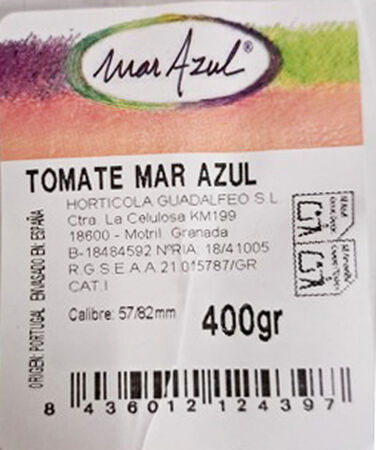 Mar Azul®
TOMATE MAR AZUL
HORTICOLA GUADALFEO S.L
Ctra. La Celulosa KM199
18600 - Motril. Granada
B-18484592 NºRIA: 18/41005
R.G.S.E.A.A.21.015787/GR
CAT.I
Calibre: 57/82mm
400gr
ORIGEN: PORTUGAL ENVASADO EN: ESPAÑA
8 436012 124397